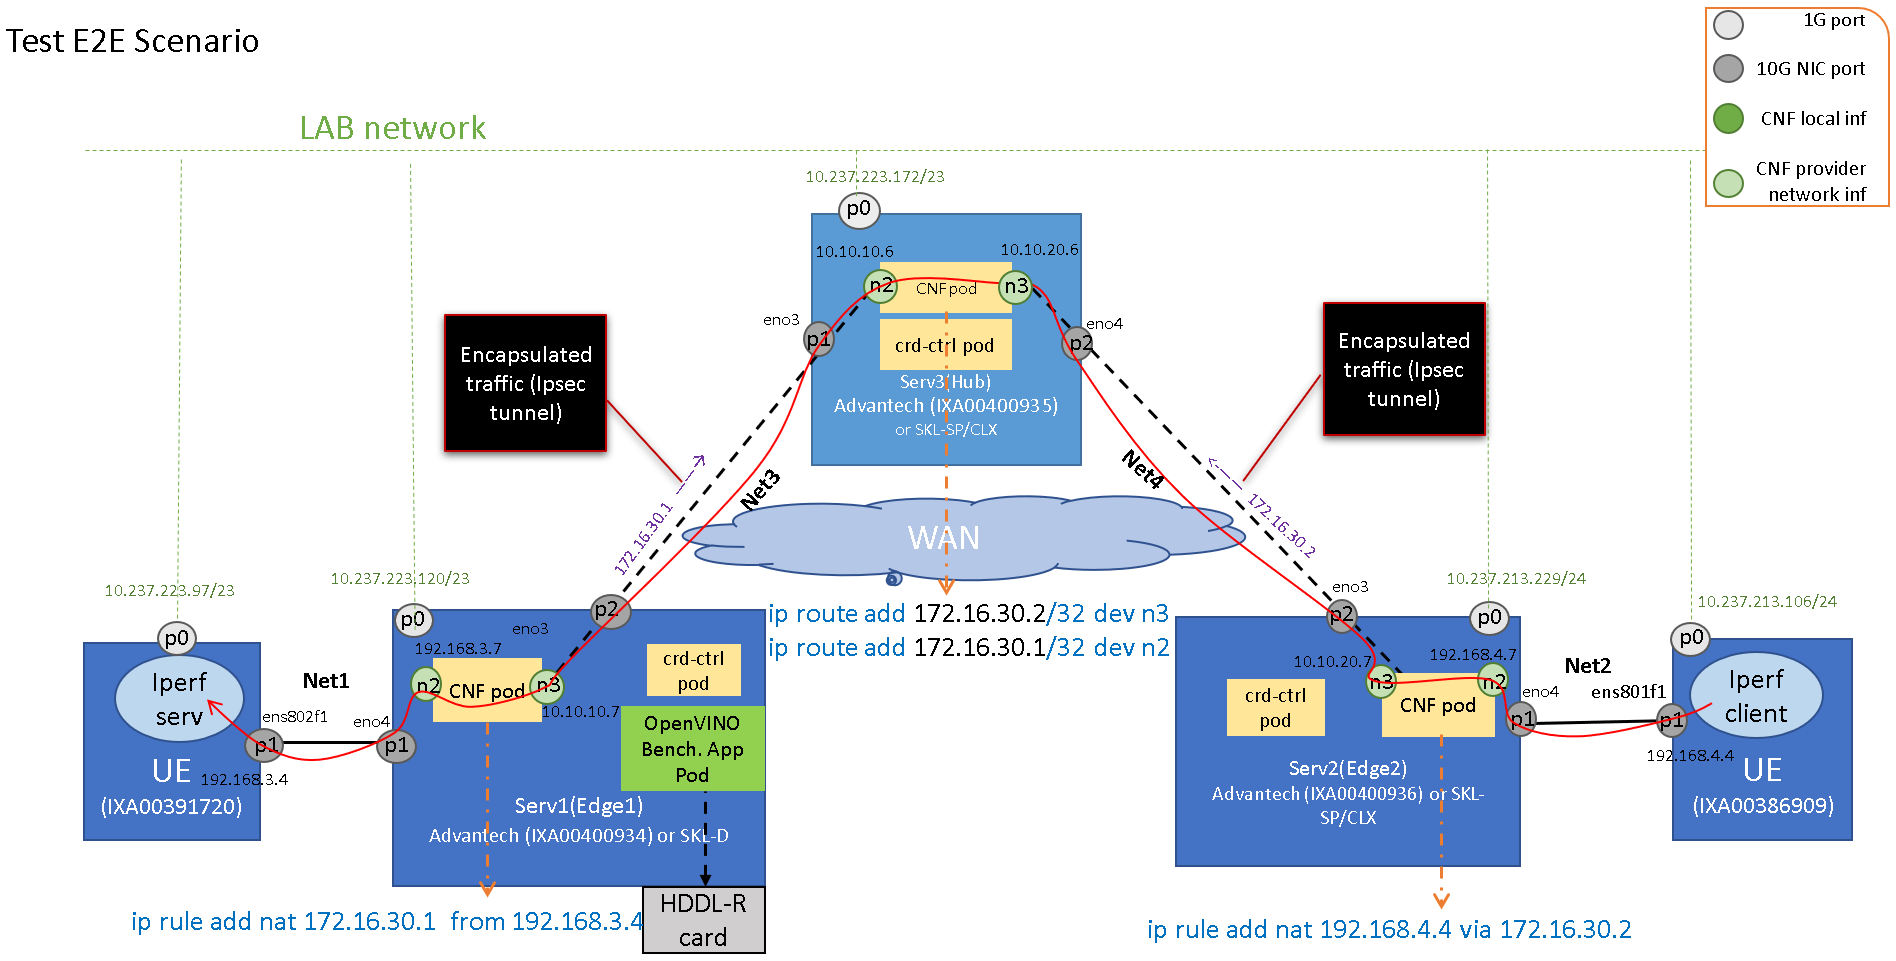 Test E2E Scenario
1G port
10G NIC port
CNF local inf
CNF provider
network inf
LAB network
10.237.223.172/23
p0
10.10.10.6
10.10.20.6
n2
CNF pod
n3
eno3
p1
eno4
p2
crd-ctrl pod
Serv3(Hub)
Advantech (IXA00400935)
or SKL-SP/CLX
Encapsulated
traffic (Ipsec
tunnel)
Encapsulated
traffic (Ipsec
tunnel)
Net3
172.16.30.1
Net4
172.16.30.2
WAN
ip route add 172.16.30.2/32 dev n3
ip route add 172.16.30.1/32 dev n2
10.237.223.97/23
p0
Iperf
serv
UE
(IXA00391720)
Net1
ens802f1
p1
192.168.3.4
eno4
p1
10.237.223.120/23
p0
eno3
p2
192.168.3.7
n2
CNF pod
n3
10.10.10.7
crd-ctrl
pod
OpenVINO
Bench. App
Pod
Serv1(Edge1)
Advantech (IXA00400934) or SKL-D
HDDL-R
card
ip rule add nat 172.16.30.1 from 192.168.3.4
eno3
p2
10.237.213.229/24
p0
10.10.20.7
192.168.4.7
n3
n2
CNF pod
crd-ctrl
pod
Serv2(Edge2)
Advantech (IXA00400936) or SKL-
SP/CLX
eno4
p1
Net2
ens801f1
p1
192.168.4.4
10.237.213.106/24
p0
Iperf
client
UE
(IXA00386909)
ip rule add nat 192.168.4.4 via 172.16.30.2